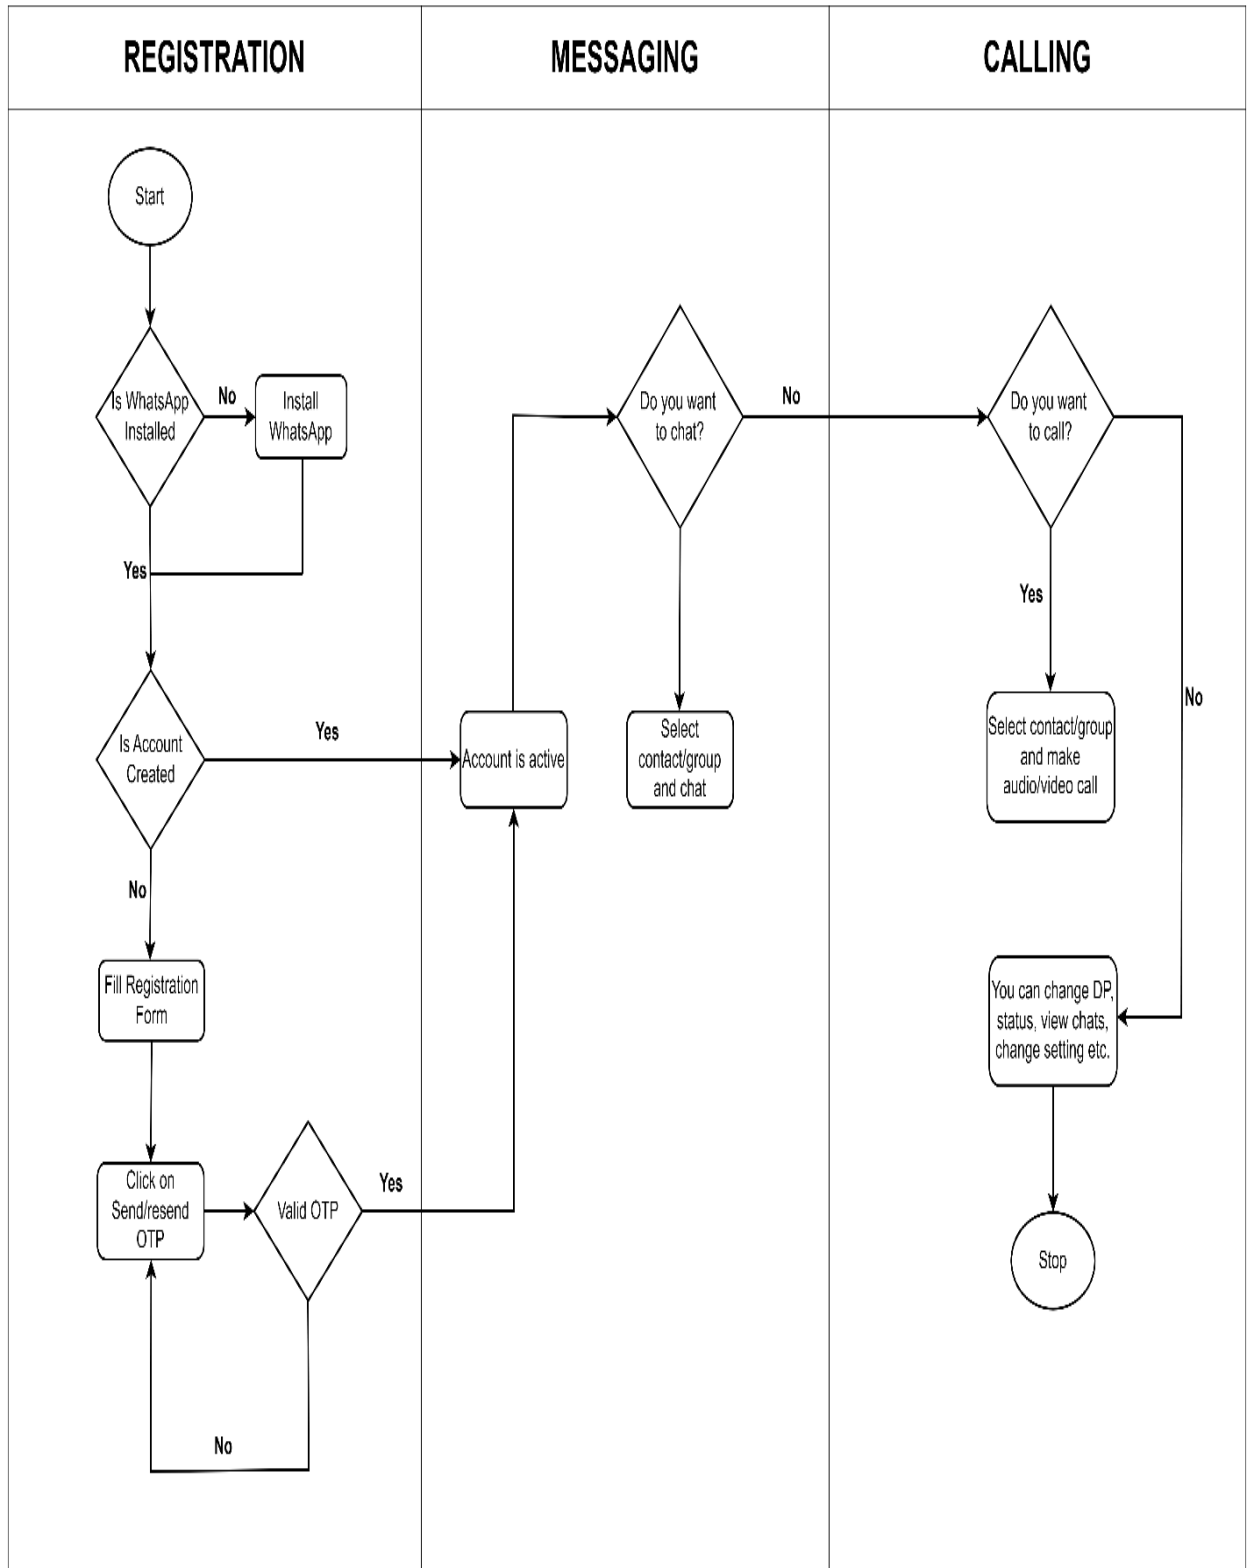 REGISTRATION
MESSAGING
CALLING
Start
Is WhatsApp
Installed
No
Install
WhatsApp
Yes
Is Account
Created
Yes
No
Fill Registration
Form
Click on
Send/resend
OTP
Valid OTP
Yes
No
Account is active
Do you want
to chat?
No
Select
contact/group
and chat
Do you want
to call?
Yes
No
Select contact/group
and make
audio/video call
You can change DP,
status, view chats,
change setting etc.
Stop